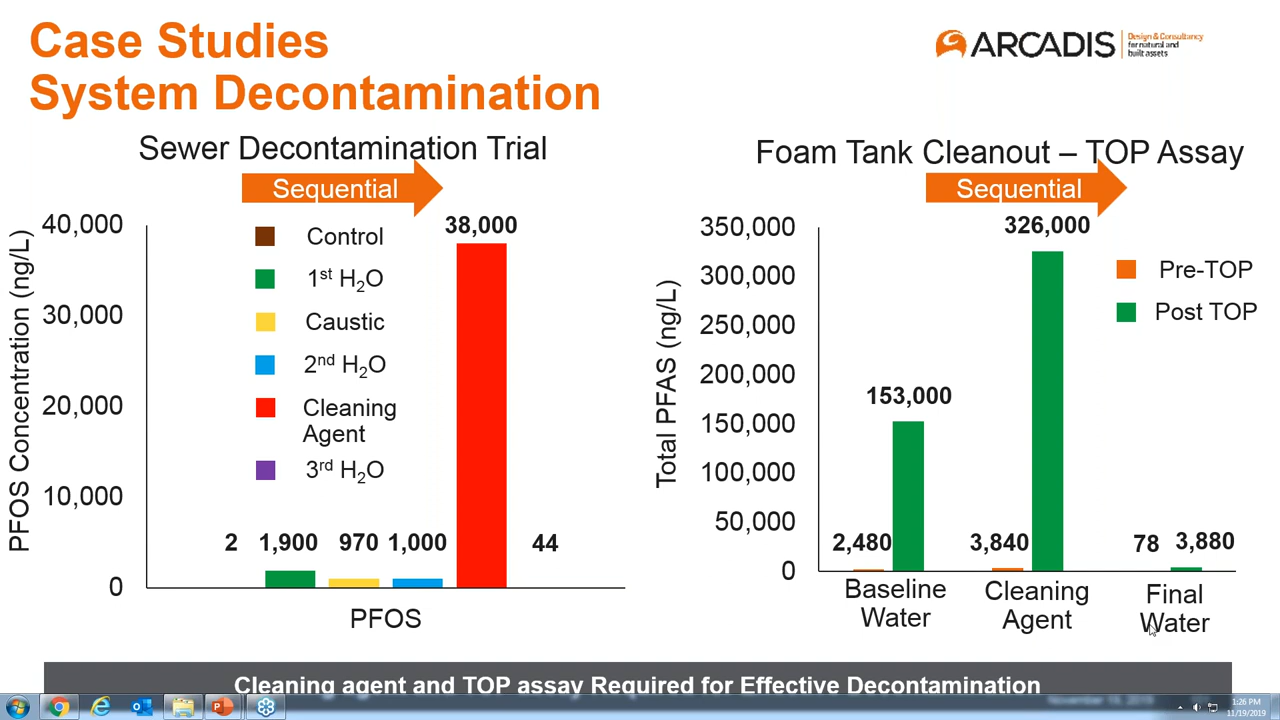 Case Studies
System Decontamination
ARCADIS
Design & Consultancy
for natural and
built assets
Sewer Decontamination Trial
Sequential
PFOS Concentration (ng/L)
40,000
30,000
20,000
10,000
0
Control
1st H2O
Caustic
2nd H2O
Cleaning
Agent
3rd H2O
38,000
2
1,900
970
1,000
44
PFOS
Foam Tank Cleanout – TOP Assay
Sequential
Total PFAS (ng/L)
350,000
300,000
250,000
200,000
150,000
100,000
50,000
0
326,000
Pre-TOP
Post TOP
153,000
2,480
3,840
78
3,880
Baseline
Water
Cleaning
Agent
Final
Water
Cleaning agent and TOP assay Required for Effective Decontamination
November 19, 2019
1:26 PM
11/19/2019